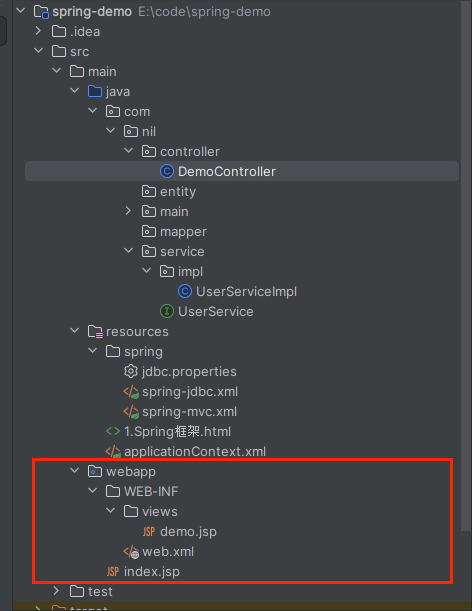 spring-demo E:\code\spring-demo
.idea
src
main
java
com
nil
controller
DemoController
entity
main
mapper
service
impl
UserServiceImpl
UserService
resources
spring
jdbc.properties
spring-jdbc.xml
spring-mvc.xml
1.Spring框架.html
applicationContext.xml
webapp
WEB-INF
views
JSP demo.jsp
web.xml
JSP index.jsp
test
target